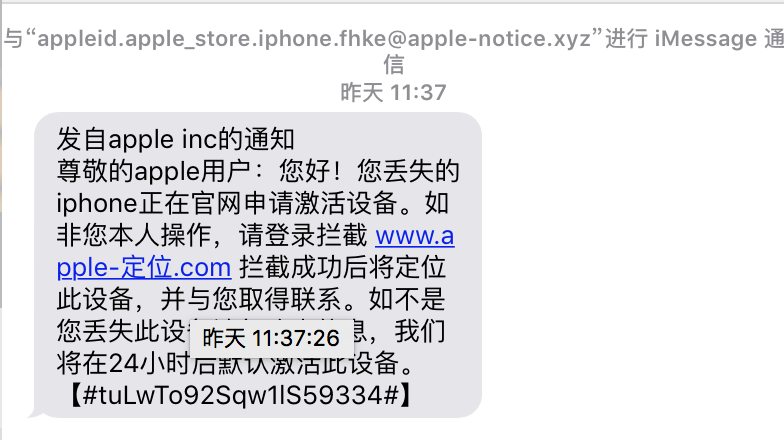 与“appleid.apple_store.iphone.fhke@apple-notice.xyz”进行 iMessage 通
信
昨天 11:37
发自apple inc的通知
尊敬的apple用户：您好！您丢失的
iphone正在官网申请激活设备。如
非您本人操作，请登录拦截 www.a
pple-定位.com 拦截成功后将定位
此设备，并与您取得联系。如不是
您丢失此设 息，我们
昨天 11:37:26
将在24小时后默认激活此设备。
【#tuLwTo92Sqw1lS59334#】